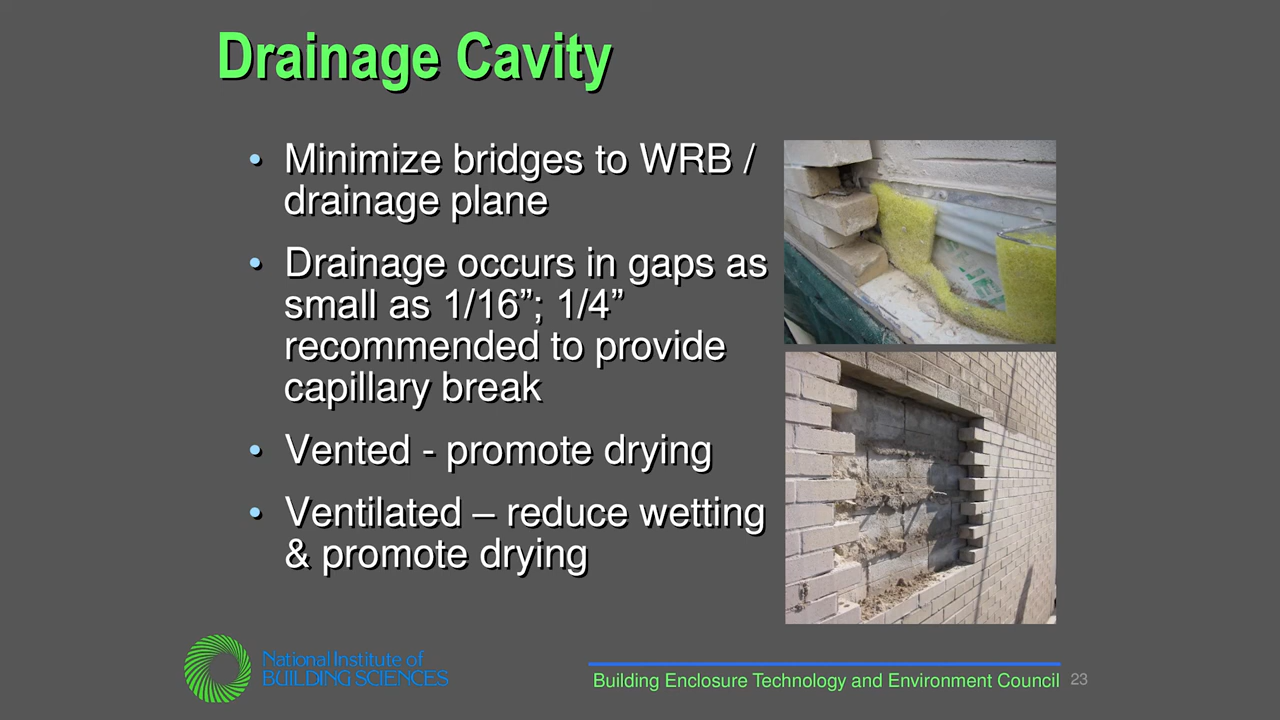 Drainage Cavity
• Minimize bridges to WRB /
drainage plane
• Drainage occurs in gaps as
small as 1/16”; 1/4”
recommended to provide
capillary break
• Vented - promote drying
• Ventilated – reduce wetting
& promote drying
National Institute of
BUILDING SCIENCES
Building Enclosure Technology and Environment Council 23